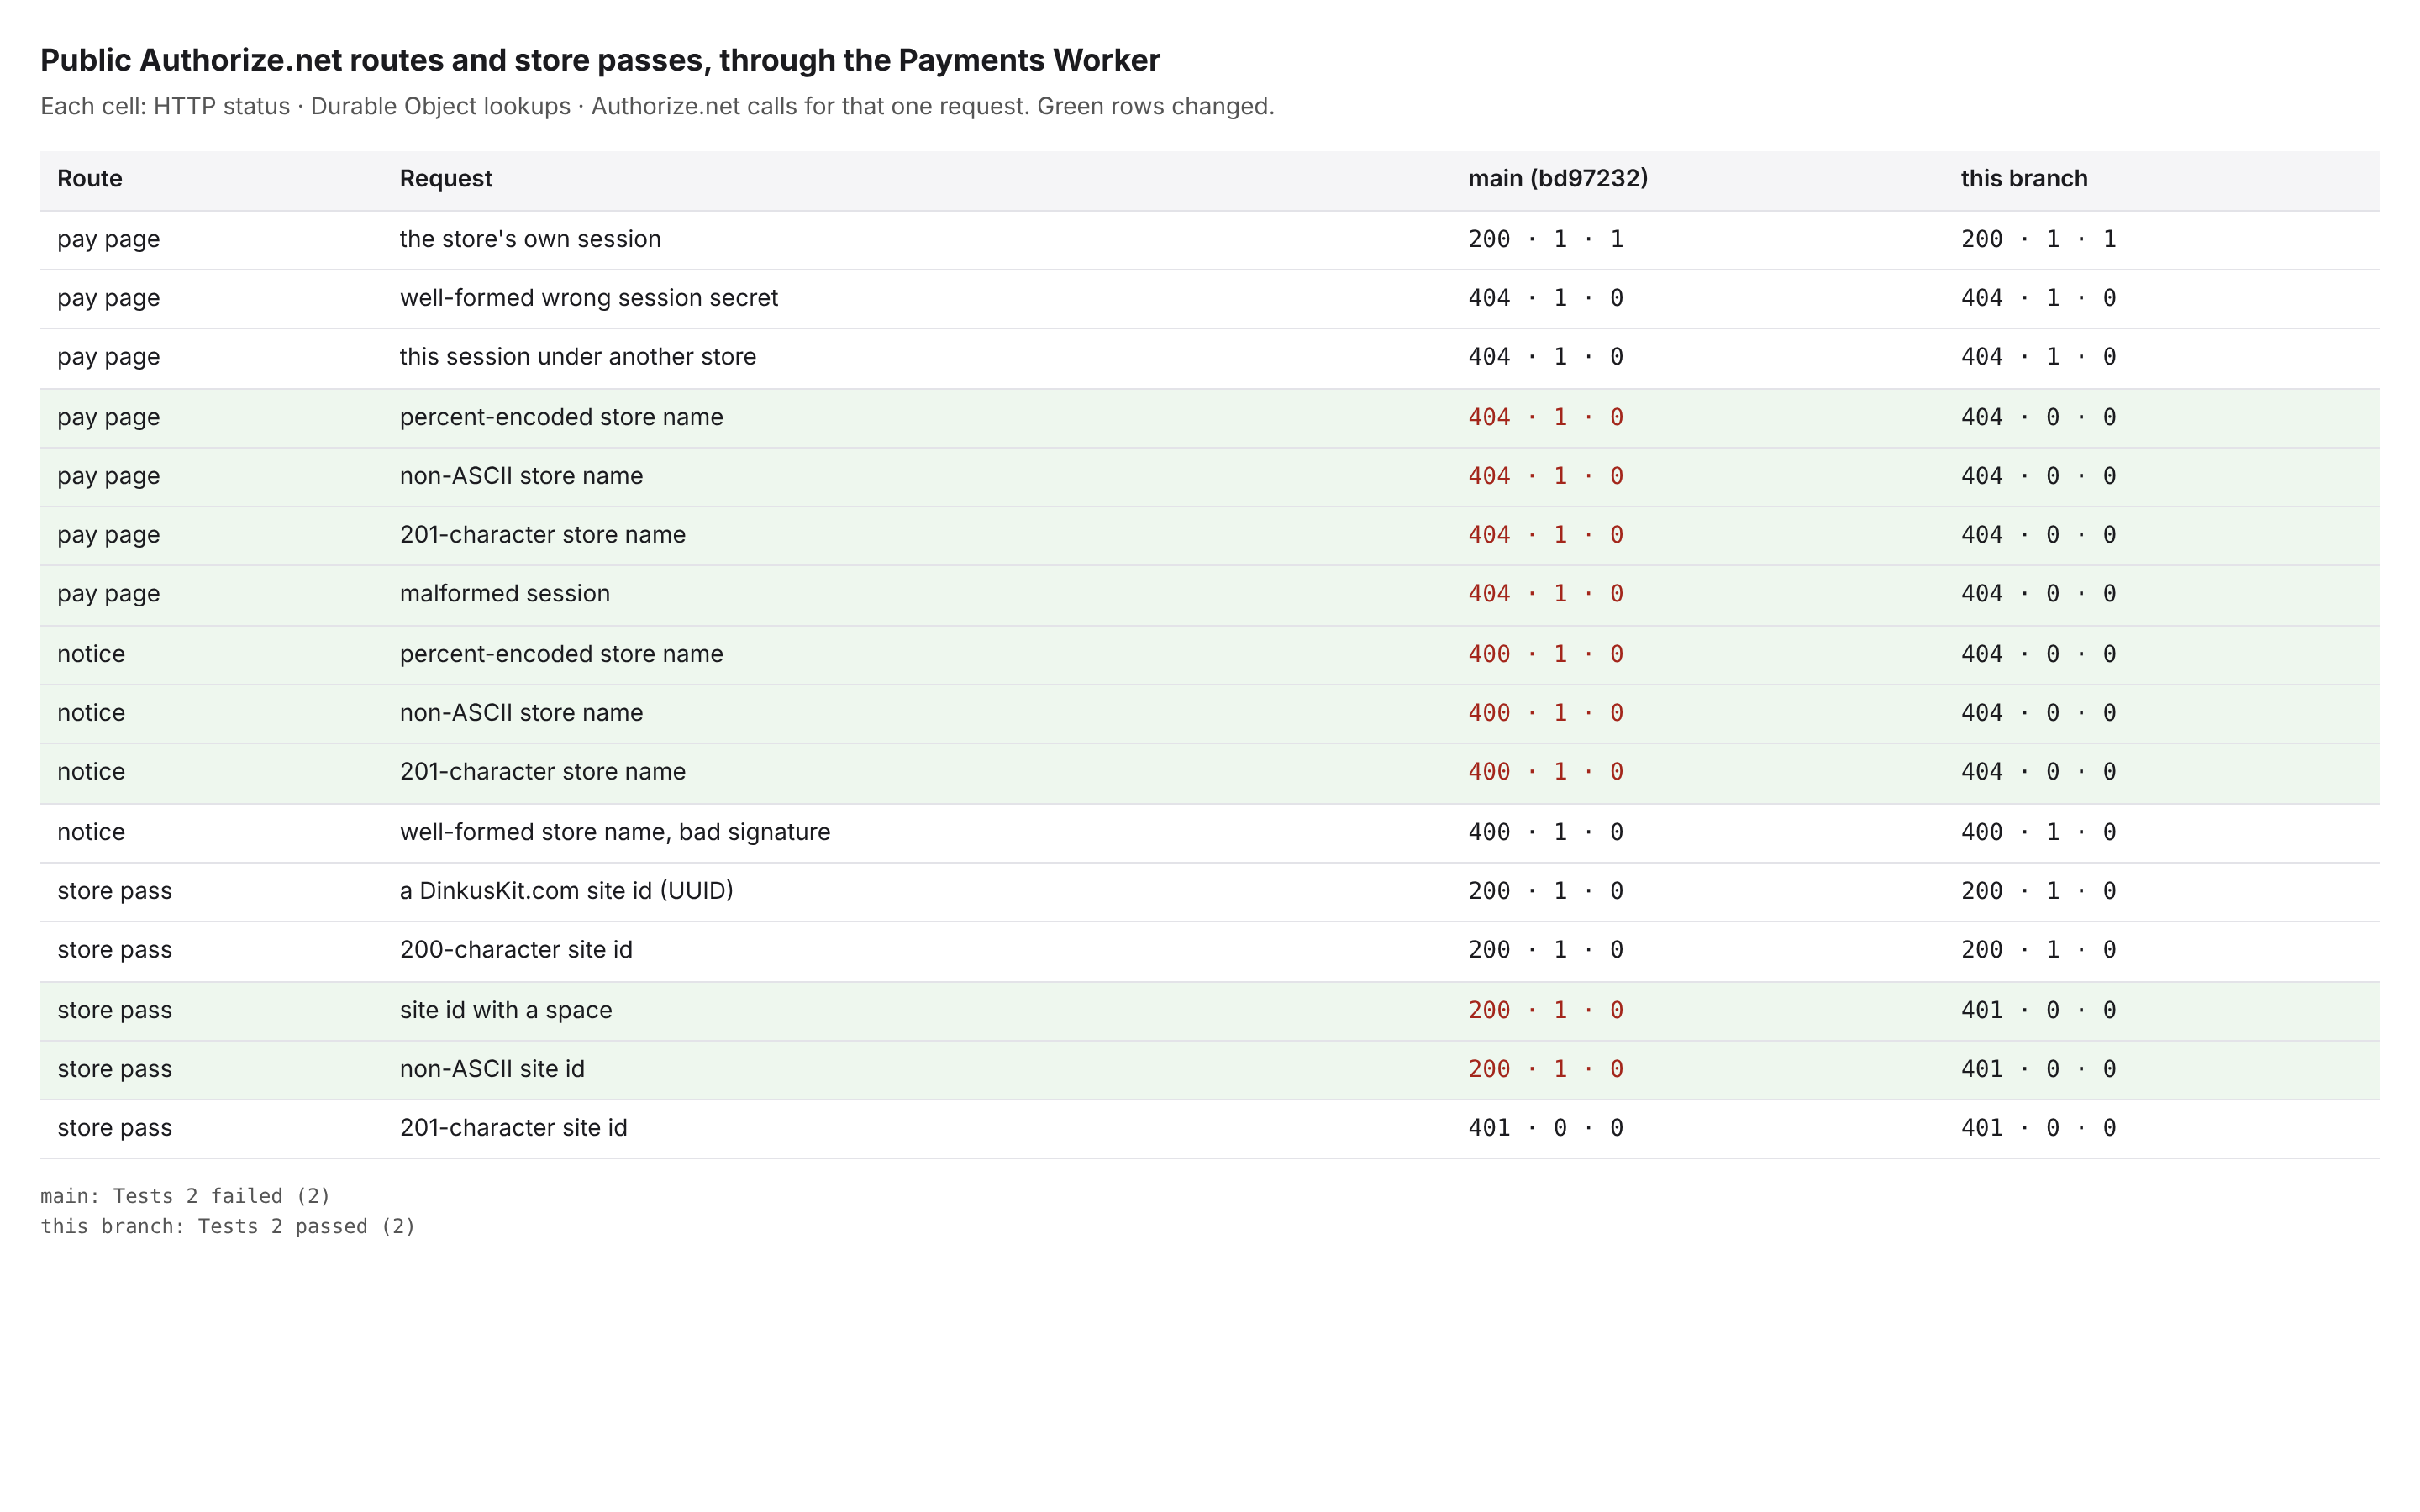 Public Authorize.net routes and store passes, through the Payments Worker
Each cell: HTTP status · Durable Object lookups · Authorize.net calls for that one request. Green rows changed.
Route Request main (bd97232) this branch
pay page the store's own session 200 · 1 · 1 200 · 1 · 1
pay page well-formed wrong session secret 404 · 1 · 0 404 · 1 · 0
pay page this session under another store 404 · 1 · 0 404 · 1 · 0
pay page percent-encoded store name 404 · 1 · 0 404 · 0 · 0
pay page non-ASCII store name 404 · 1 · 0 404 · 0 · 0
pay page 201-character store name 404 · 1 · 0 404 · 0 · 0
pay page malformed session 404 · 1 · 0 404 · 0 · 0
notice percent-encoded store name 400 · 1 · 0 404 · 0 · 0
notice non-ASCII store name 400 · 1 · 0 404 · 0 · 0
notice 201-character store name 400 · 1 · 0 404 · 0 · 0
notice well-formed store name, bad signature 400 · 1 · 0 400 · 1 · 0
store pass a DinkusKit.com site id (UUID) 200 · 1 · 0 200 · 1 · 0
store pass 200-character site id 200 · 1 · 0 200 · 1 · 0
store pass site id with a space 200 · 1 · 0 401 · 0 · 0
store pass non-ASCII site id 200 · 1 · 0 401 · 0 · 0
store pass 201-character site id 401 · 0 · 0 401 · 0 · 0
main: Tests 2 failed (2)
this branch: Tests 2 passed (2)